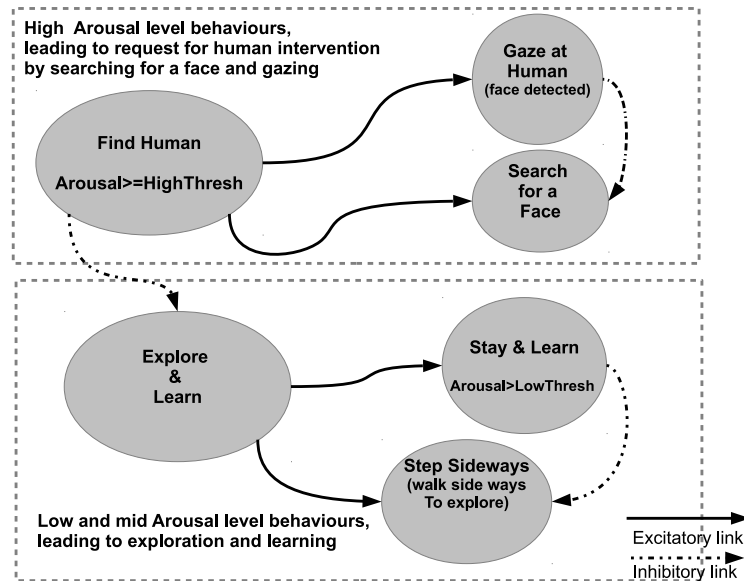 High Arousal level behaviours,
leading to request for human intervention
by searching for a face and gazing
Gaze at
Human
(face detected)
Find Human
Arousal>=HighThresh
Search
for a
Face
Explore
&
Learn
Stay & Learn
Arousal>LowThresh
Step Sideways
(walk side ways
To explore)
Low and mid Arousal level behaviours,
leading to exploration and learning
Excitatory link
Inhibitory link